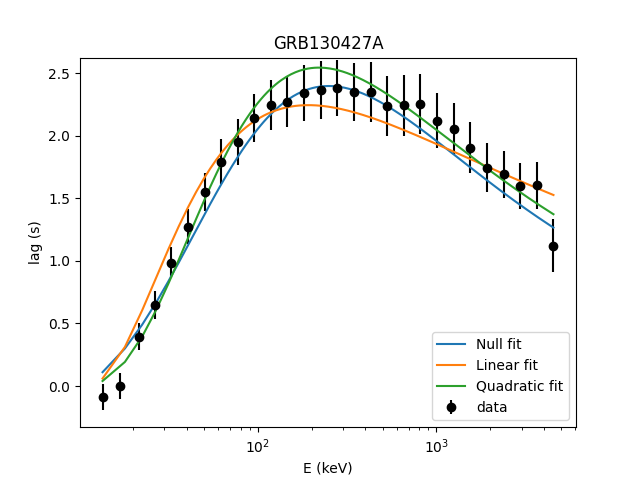 GRB130427A
lag (s)
2.5
2.0
1.5
1.0
0.5
0.0
10²
10³
E (keV)
Null fit
Linear fit
Quadratic fit
data